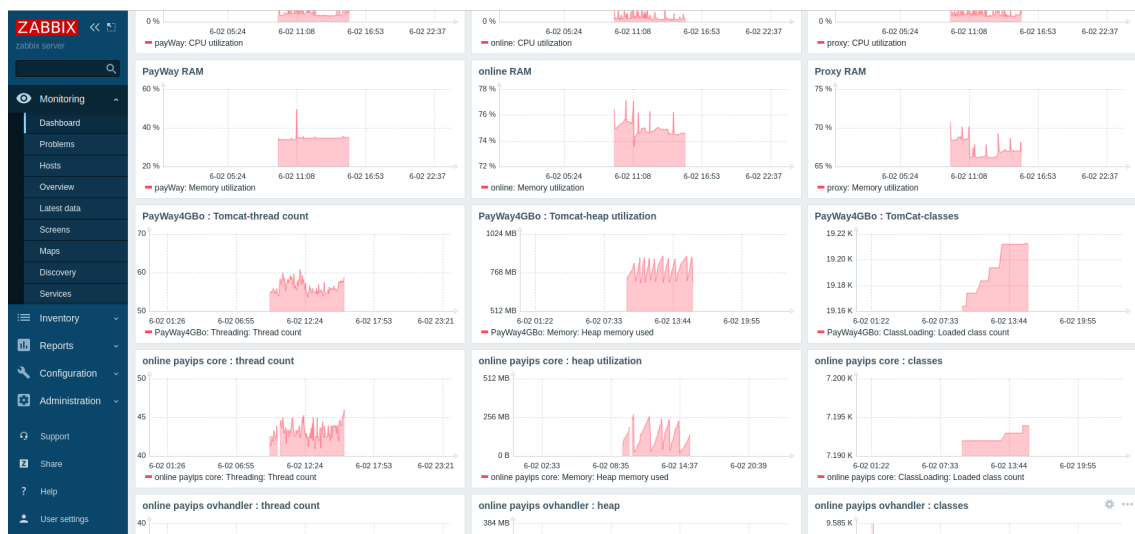 ZABBIX
zabbix server
Monitoring
Dashboard
Problems
Hosts
Overview
Latest data
Screens
Maps
Discovery
Services
Inventory
Reports
Configuration
Administration
Support
Z Share
? Help
User settings
0 %
6-02 05:24 6-02 11:08 6-02 16:53 6-02 22:37
payWay: CPU utilization
0 %
6-02 05:24 6-02 11:08 6-02 16:53 6-02 22:37
online: CPU utilization
0 %
6-02 05:24 6-02 11:08 6-02 16:53 6-02 22:37
proxy: CPU utilization
PayWay RAM
60 %
40 %
20 %
6-02 05:24 6-02 11:08 6-02 16:53 6-02 22:37
payWay: Memory utilization
online RAM
78 %
76 %
74 %
72 %
6-02 05:24 6-02 11:08 6-02 16:53 6-02 22:37
online: Memory utilization
Proxy RAM
75 %
70 %
65 %
6-02 05:24 6-02 11:08 6-02 16:53 6-02 22:37
proxy: Memory utilization
PayWay4GBo : Tomcat-thread count
70
60
50
6-02 01:26 6-02 06:55 6-02 12:24 6-02 17:53 6-02 23:21
PayWay4GBo: Threading: Thread count
PayWay4GBo : Tomcat-heap utilization
1024 MB
768 MB
512 MB
6-02 01:22 6-02 07:33 6-02 13:44 6-02 19:55
PayWay4GBo: Memory: Heap memory used
PayWay4GBo : TomCat-classes
19.22 K
19.20 K
19.18 K
19.16 K
6-02 01:22 6-02 07:33 6-02 13:44 6-02 19:55
PayWay4GBo: ClassLoading: Loaded class count
online payips core : thread count
50
45
40
6-02 01:26 6-02 06:55 6-02 12:24 6-02 17:53 6-02 23:21
online payips core: Threading: Thread count
online payips core : heap utilization
512 MB
256 MB
0 B
6-02 02:33 6-02 08:35 6-02 14:37 6-02 20:39
online payips core: Memory: Heap memory used
online payips core : classes
7.200 K
7.195 K
7.190 K
6-02 01:22 6-02 07:33 6-02 13:44 6-02 19:55
online payips core: ClassLoading: Loaded class count
online payips ovhandler : thread count
40
online payips ovhandler : heap
384 MB
online payips ovhandler : classes
9.585 K